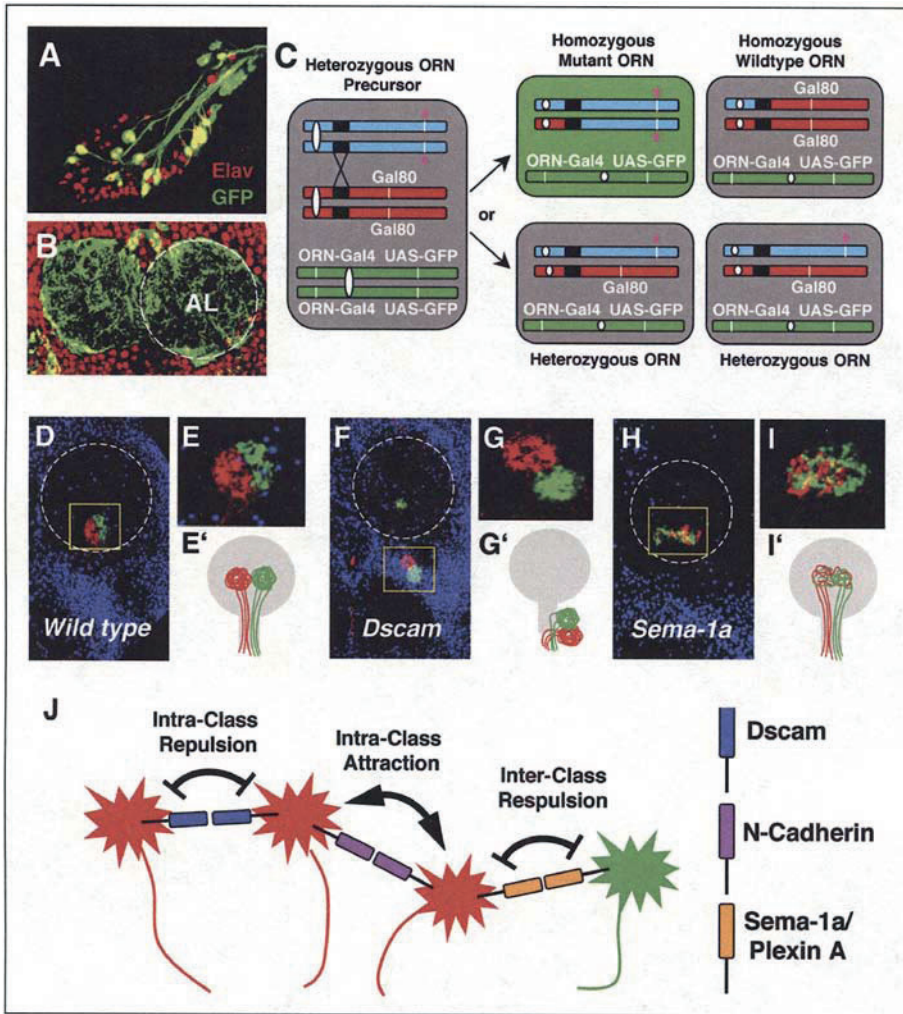 A
Elav
GFP
B
AL
C
Heterozygous ORN
Precursor
Gal80
Gal80
ORN-Gal4 UAS-GFP
ORN-Gal4 UAS-GFP
or
Homozygous
Mutant ORN
ORN-Gal4 UAS-GFP
Homozygous
Wildtype ORN
Gal80
Gal80
ORN-Gal4 UAS-GFP
Gal80
ORN-Gal4 UAS-GFP
Heterozygous ORN
Gal80
ORN-Gal4 UAS-GFP
Heterozygous ORN
D
Wild type
E
E'
F
Dscam
G
G'
H
Sema-1a
I
I'
J
Intra-Class
Repulsion
Intra-Class
Attraction
Inter-Class
Respulsion
Dscam
N-Cadherin
Sema-1a/
Plexin A